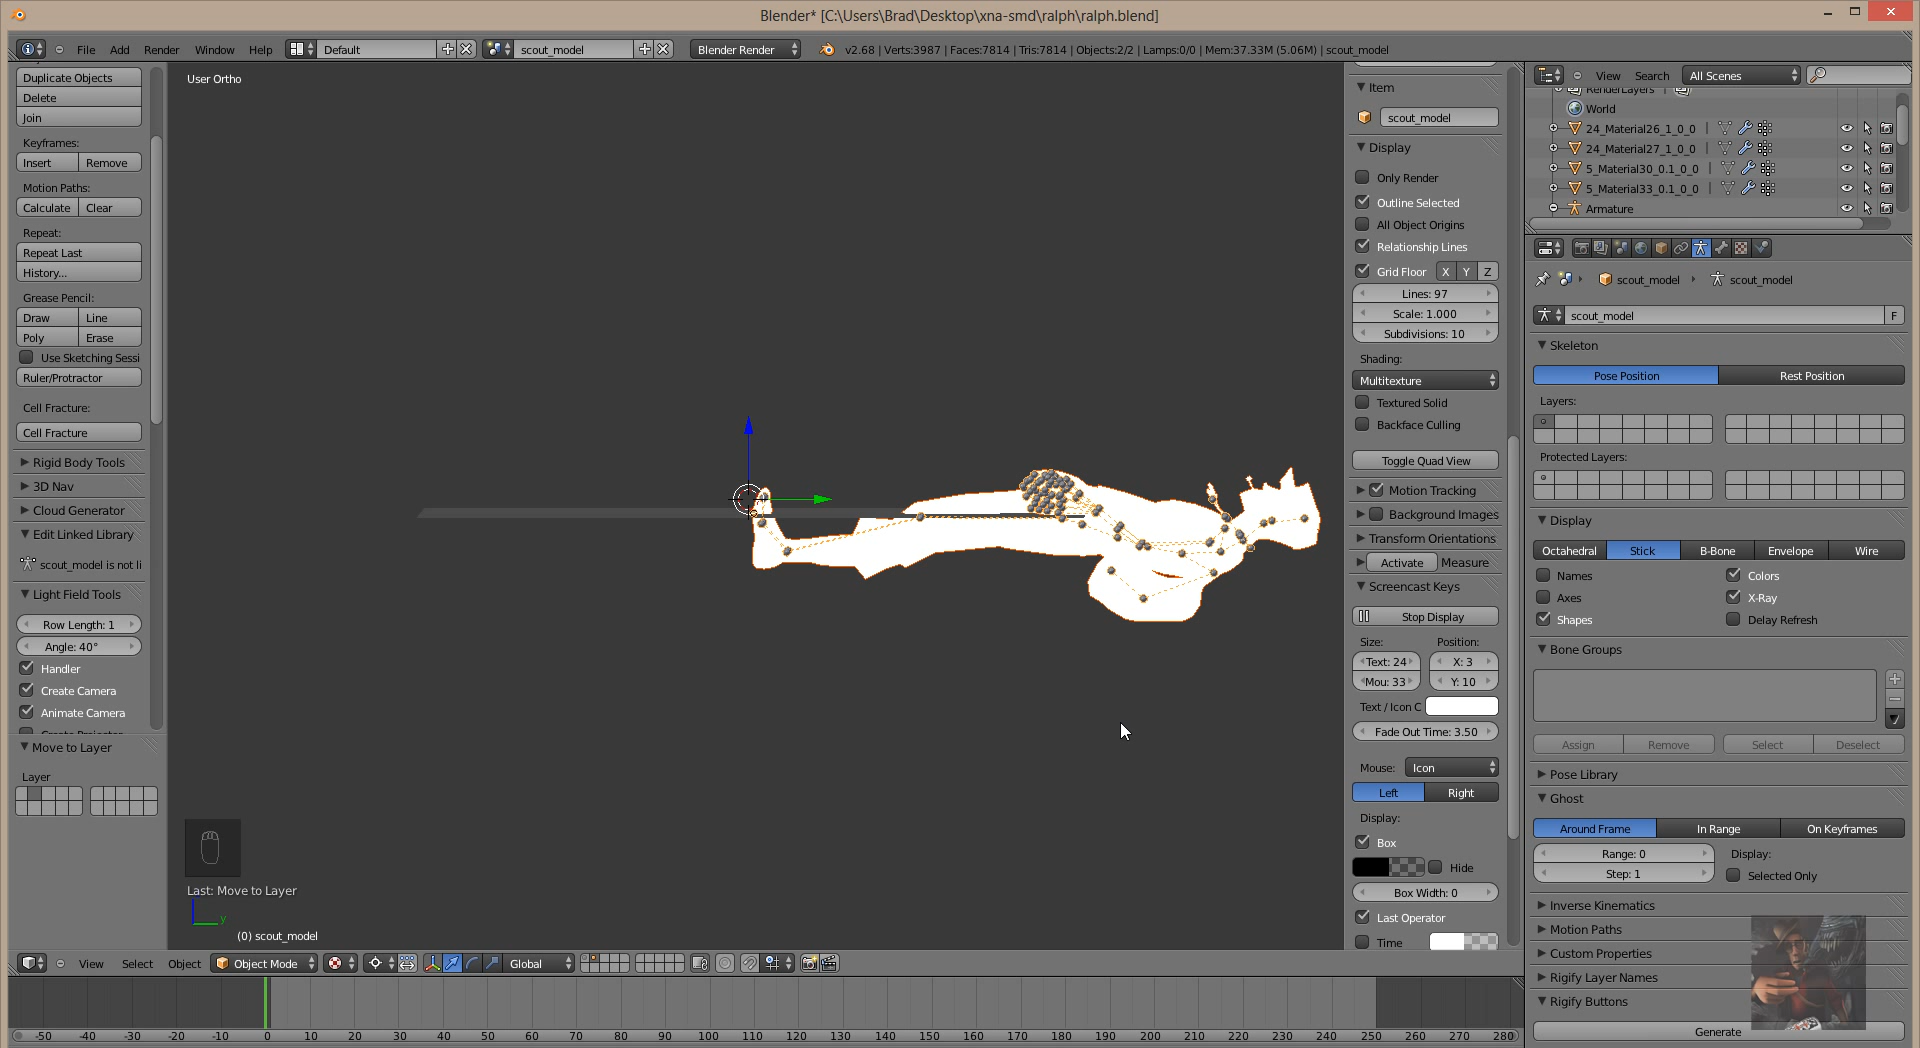 Blender* [C:\Users\Brad\Desktop\xna-smd\ralph\ralph.blend]
File Add Render Window Help Default scout_model Blender Render v2.68 | Verts:3987 | Faces:7814 | Tris:7814 | Objects:2/2 | Lamps:0/0 | Mem:37.33M (5.06M) | scout_model
Duplicate Objects
Delete
Join
Keyframes:
Insert Remove
Motion Paths:
Calculate Clear
Repeat:
Repeat Last
History...
Grease Pencil:
Draw Line
Poly Erase
Use Sketching Sessi
Ruler/Protractor
Cell Fracture:
Cell Fracture
Rigid Body Tools
3D Nav
Cloud Generator
Edit Linked Library
scout_model is not li
Light Field Tools
Row Length: 1
Angle: 40°
Handler
Create Camera
Animate Camera
Move to Layer
Layer
User Ortho
Last: Move to Layer
y
(0) scout_model
Item
scout_model
Display
Only Render
Outline Selected
All Object Origins
Relationship Lines
Grid Floor X Y Z
Lines: 97
Scale: 1.000
Subdivisions: 10
Shading:
Multitexture
Textured Solid
Backface Culling
Toggle Quad View
Motion Tracking
Background Images
Transform Orientations
Activate Measure
Screencast Keys
Stop Display
Size: Position:
Text: 24 X: 3
Mou: 33 Y: 10
Text / Icon C
Fade Out Time: 3.50
Mouse: Icon
Left Right
Display:
Box
Hide
Box Width: 0
Last Operator
Time
View Search All Scenes
RenderLayers |
World
24_Material26_1_0_0 |
24_Material27_1_0_0 |
5_Material30_0.1_0_0 |
5_Material33_0.1_0_0 |
Armature
scout_model scout_model
scout_model F
Skeleton
Pose Position Rest Position
Layers:
Protected Layers:
Display
Octahedral Stick B-Bone Envelope Wire
Names Colors
Axes X-Ray
Shapes Delay Refresh
Bone Groups
Assign Remove Select Deselect
Pose Library
Ghost
Around Frame In Range On Keyframes
Range: 0 Display:
Step: 1 Selected Only
Inverse Kinematics
Motion Paths
Custom Properties
Rigify Layer Names
Rigify Buttons
Generate
View Select Object Object Mode Global
-50 -40 -30 -20 -10 0 10 20 30 40 50 60 70 80 90 100 110 120 130 140 150 160 170 180 190 200 210 220 230 240 250 260 270 280